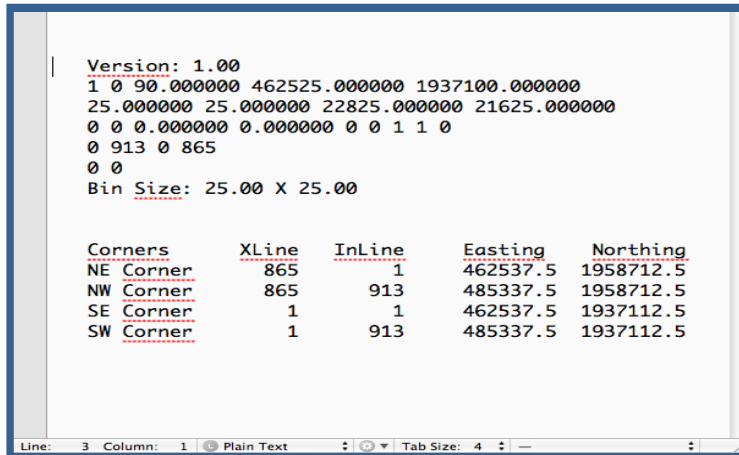 Version: 1.00
1 0 90.000000 462525.000000 1937100.000000
25.000000 25.000000 22825.000000 21625.000000
0 0 0.000000 0.000000 0 0 1 1 0
0 913 0 865
0 0
Bin Size: 25.00 X 25.00
Corners XLine InLine Easting Northing
NE Corner 865 1 462537.5 1958712.5
NW Corner 865 913 485337.5 1958712.5
SE Corner 1 1 462537.5 1937112.5
SW Corner 1 913 485337.5 1937112.5
Line: 3 Column: 1 L Plain Text Tab Size: 4 —